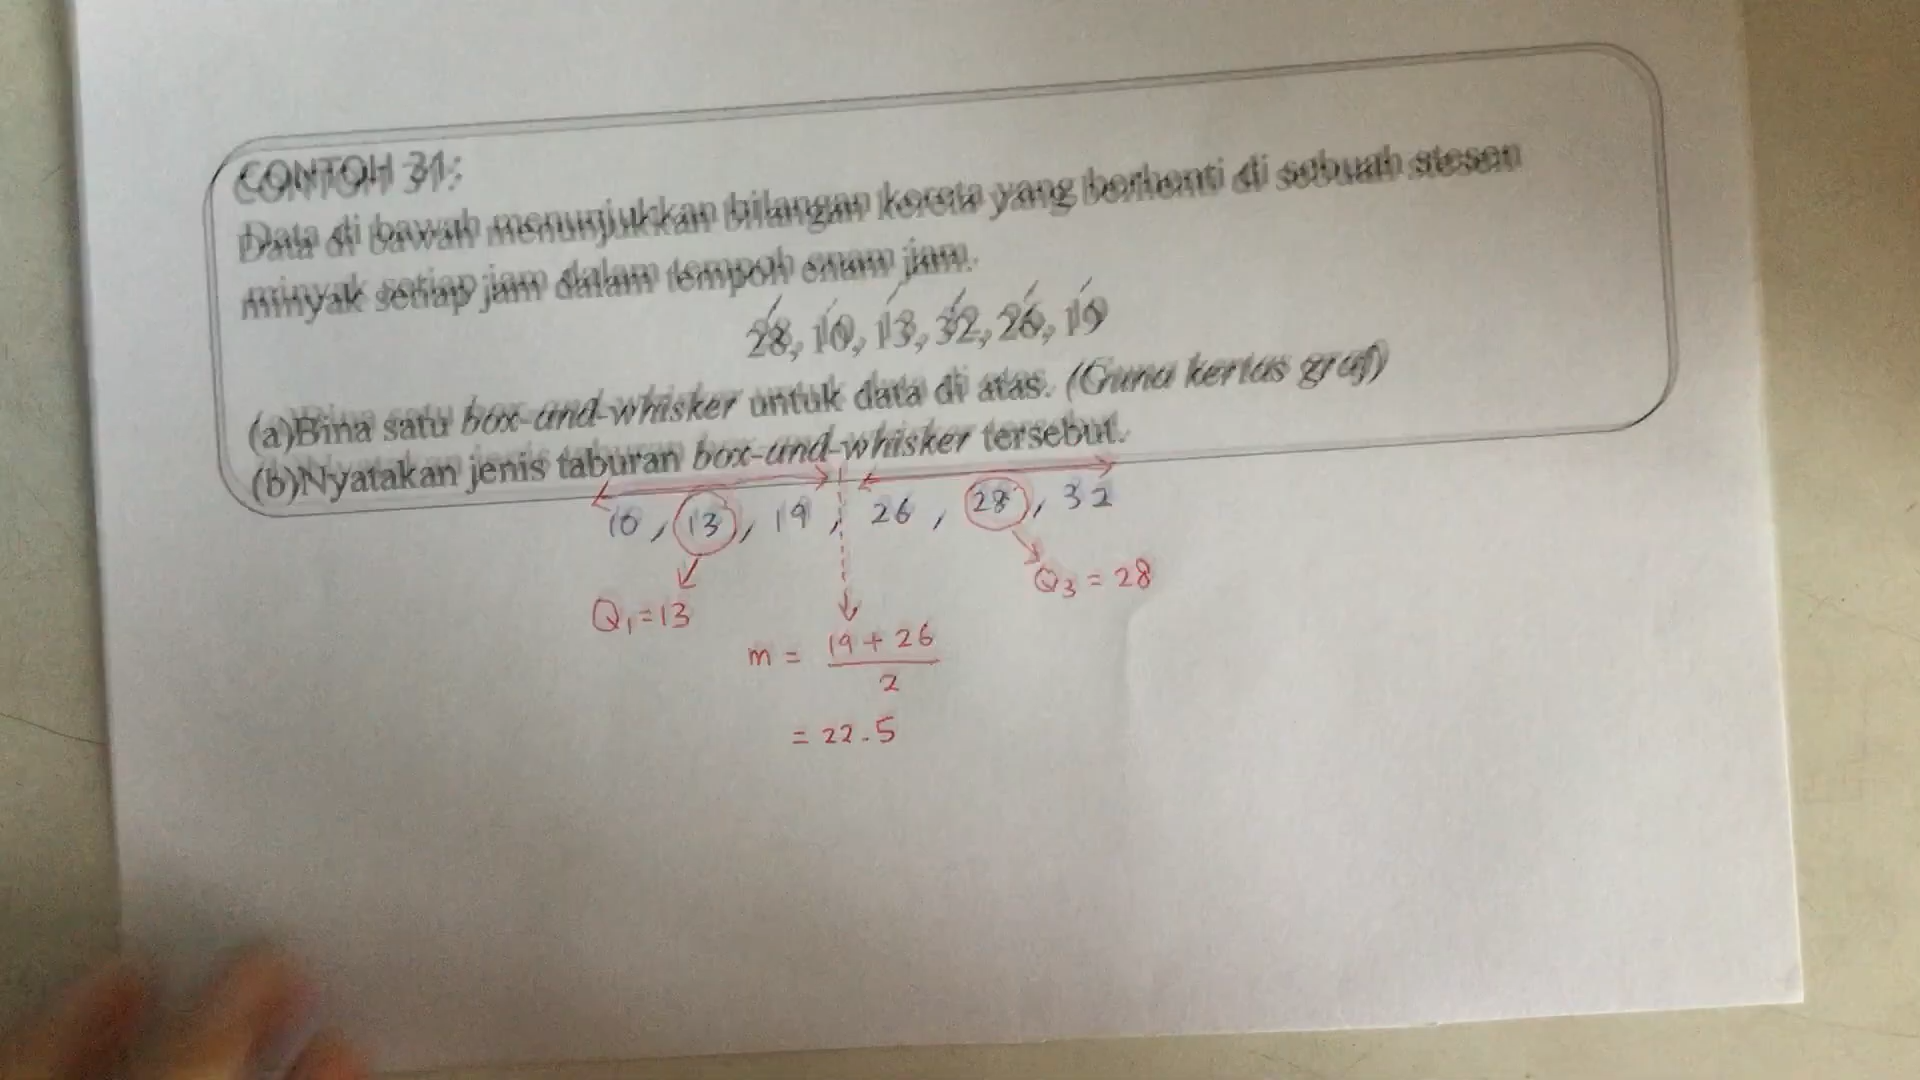 CONTOH 31:
Data di bawah menunjukkan bilangan kereta yang berhenti di sebuah stesen
minyak setiap jam dalam tempoh enam jam.
28, 10, 13, 32, 26, 19
(a)Bina satu box-and-whisker untuk data di atas. (Guna kertas graf)
(b)Nyatakan jenis taburan box-and-whisker tersebut.
10, 13, 19, 26, 28, 32
Q₁=13
Q₃ = 28
m = 19 + 26
2
= 22.5